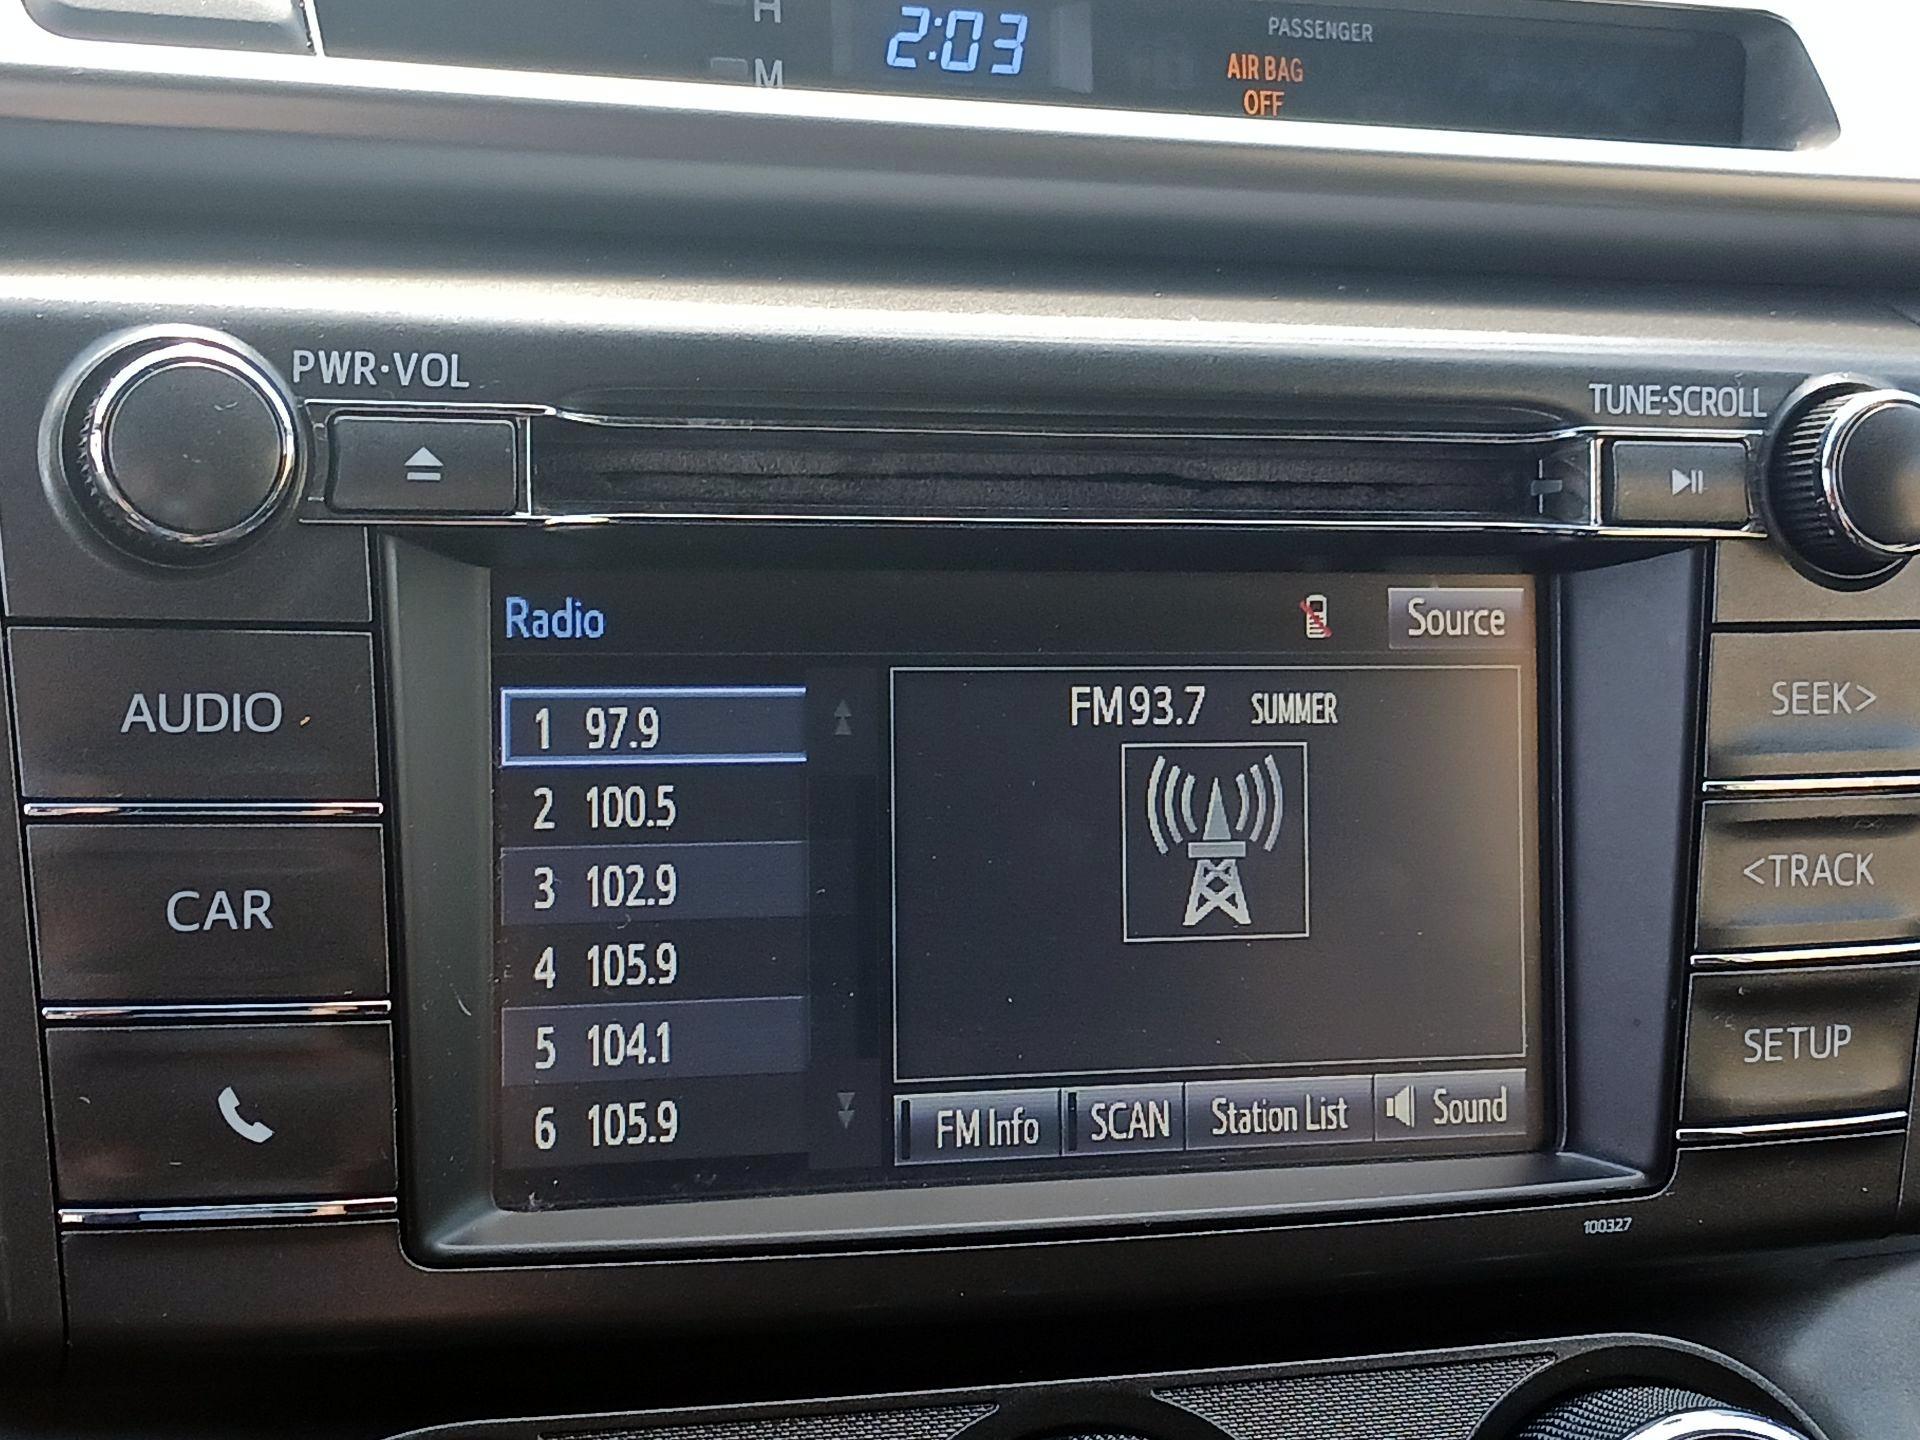 H
2:03
PASSENGER
M
AIR BAG
OFF
PWR·VOL
TUNE·SCROLL
Radio
Source
AUDIO
1 97.9
FM 93.7 SUMMER
SEEK>
2 100.5
3 102.9
<TRACK
CAR
4 105.9
5 104.1
SETUP
6 105.9
FM Info
SCAN
Station List
Sound
100327